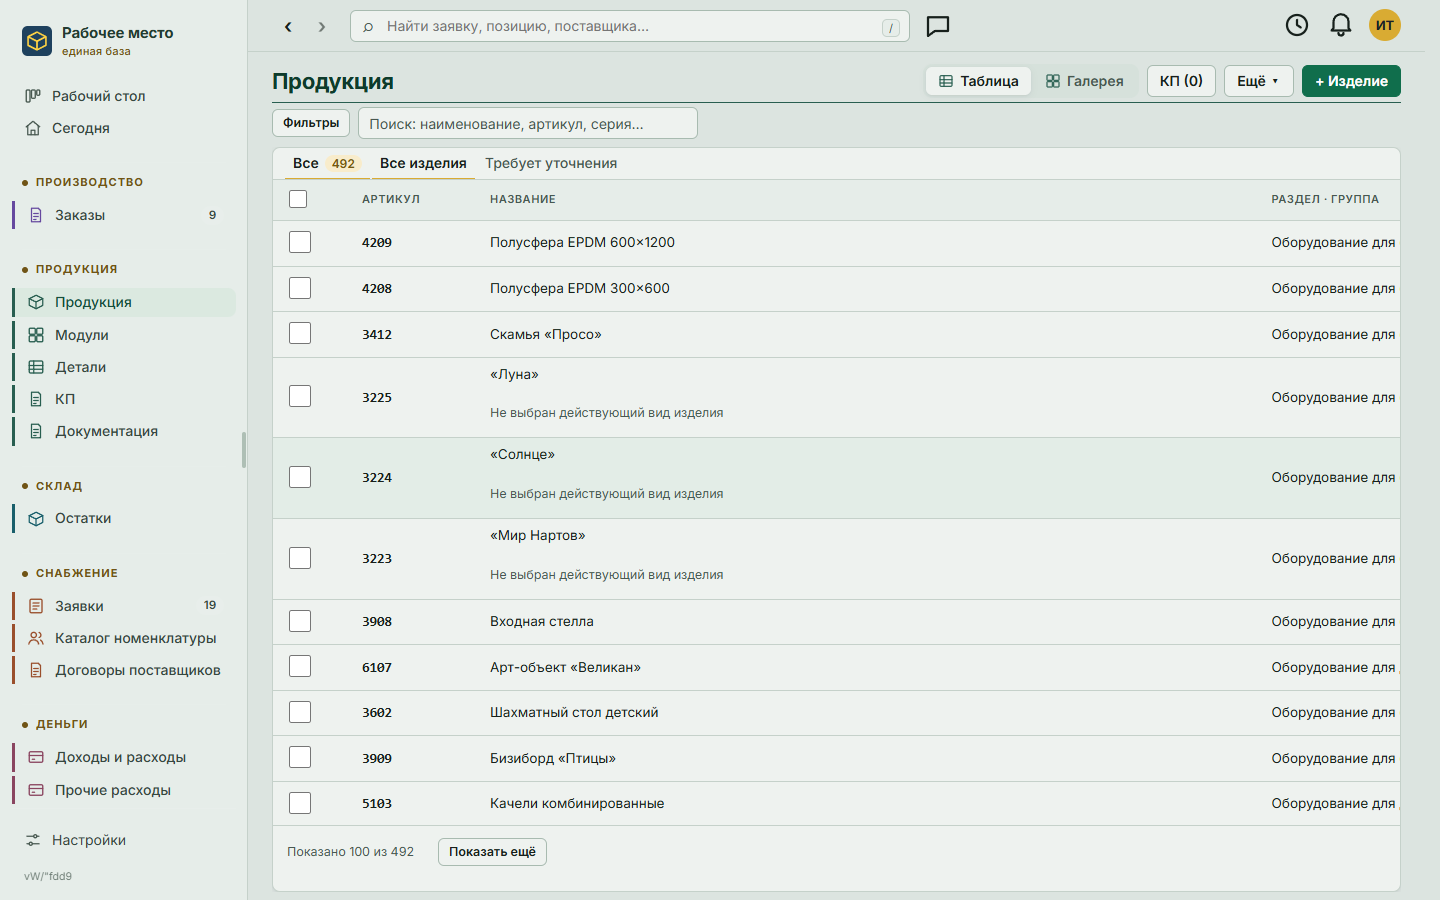 Рабочее место
единая база
Рабочий стол
Сегодня
ПРОИЗВОДСТВО
Заказы 9
ПРОДУКЦИЯ
Продукция
Модули
Детали
КП
Документация
СКЛАД
Остатки
СНАБЖЕНИЕ
Заявки 19
Каталог номенклатуры
Договоры поставщиков
ДЕНЬГИ
Доходы и расходы
Прочие расходы
Настройки
vW/"fdd9
Найти заявку, позицию, поставщика... /
ИТ
Продукция
Таблица Галерея КП (0) Ещё + Изделие
Фильтры Поиск: наименование, артикул, серия...
Все 492 Все изделия Требует уточнения
АРТИКУЛ НАЗВАНИЕ РАЗДЕЛ · ГРУППА
4209 Полусфера EPDM 600×1200 Оборудование для
4208 Полусфера EPDM 300×600 Оборудование для
3412 Скамья «Просо» Оборудование для
«Луна»
3225 Оборудование для
Не выбран действующий вид изделия
«Солнце»
3224 Оборудование для
Не выбран действующий вид изделия
«Мир Нартов»
3223 Оборудование для
Не выбран действующий вид изделия
3908 Входная стелла Оборудование для
6107 Арт-объект «Великан» Оборудование для
3602 Шахматный стол детский Оборудование для
3909 Бизиборд «Птицы» Оборудование для
5103 Качели комбинированные Оборудование для
Показано 100 из 492 Показать ещё